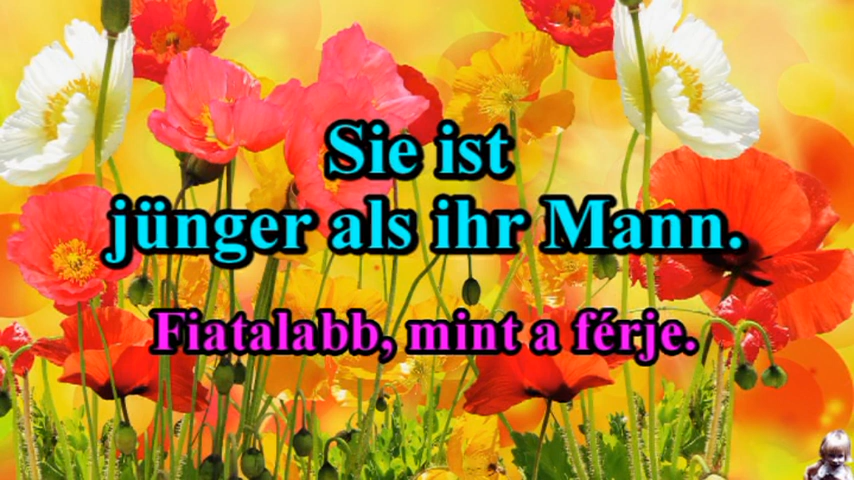 Sie ist
jünger als ihr Mann.
Fiatalabb, mint a férje.